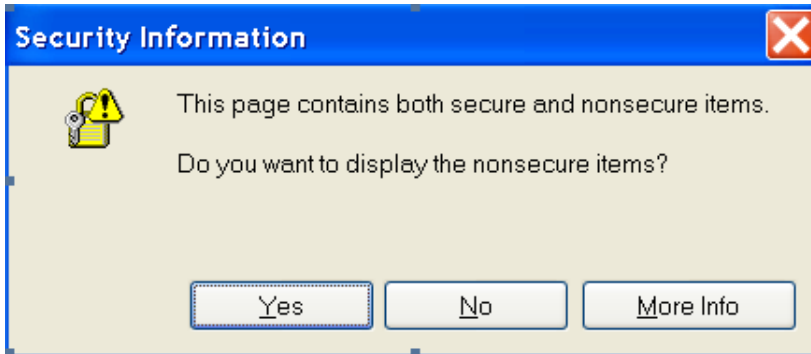 Security Information
This page contains both secure and nonsecure items.
Do you want to display the nonsecure items?
Yes No More Info